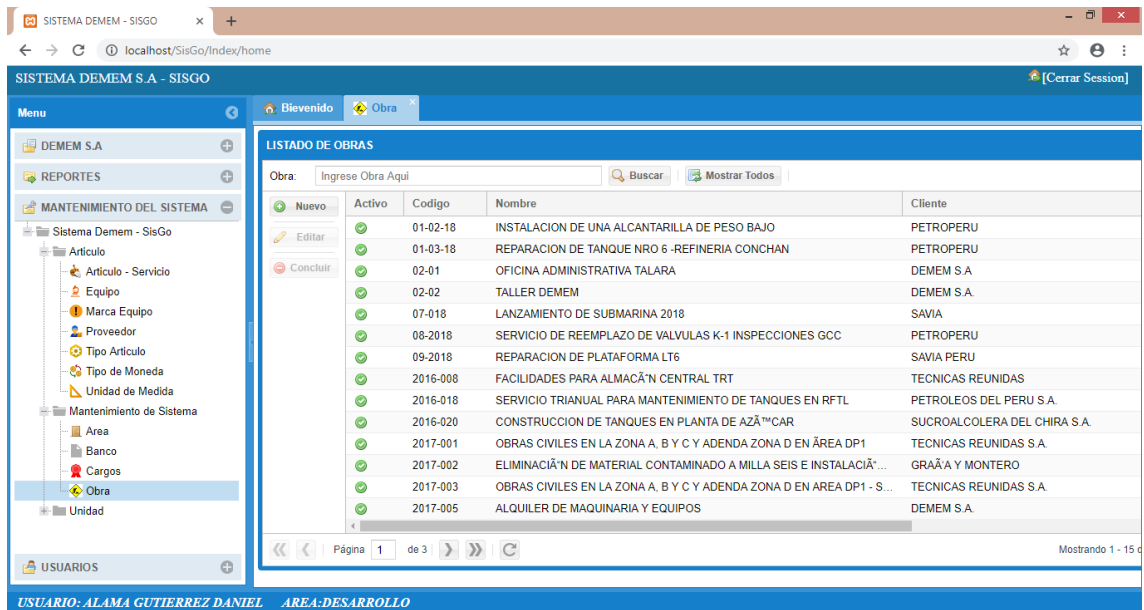 SISTEMA DEMEM - SISGO
localhost/SisGo/Index/home
SISTEMA DEMEM S.A - SISGO
[Cerrar Session]
Menu
Bievenido
Obra
DEMEM S.A
REPORTES
MANTENIMIENTO DEL SISTEMA
Sistema Demem - SisGo
Articulo
Articulo - Servicio
Equipo
Marca Equipo
Proveedor
Tipo Articulo
Tipo de Moneda
Unidad de Medida
Mantenimiento de Sistema
Area
Banco
Cargos
Obra
Unidad
USUARIOS
LISTADO DE OBRAS
Obra: Ingrese Obra Aqui Buscar Mostrar Todos
Nuevo
Editar
Concluir
Activo Codigo Nombre Cliente
01-02-18 INSTALACION DE UNA ALCANTARILLA DE PESO BAJO PETROPERU
01-03-18 REPARACION DE TANQUE NRO 6 -REFINERIA CONCHAN PETROPERU
02-01 OFICINA ADMINISTRATIVA TALARA DEMEM S.A
02-02 TALLER DEMEM DEMEM S.A.
07-018 LANZAMIENTO DE SUBMARINA 2018 SAVIA
08-2018 SERVICIO DE REEMPLAZO DE VALVULAS K-1 INSPECCIONES GCC PETROPERU
09-2018 REPARACION DE PLATAFORMA LT6 SAVIA PERU
2016-008 FACILIDADES PARA ALMACÃ“N CENTRAL TRT TECNICAS REUNIDAS
2016-018 SERVICIO TRIANUAL PARA MANTENIMIENTO DE TANQUES EN RFTL PETROLEOS DEL PERU S.A.
2016-020 CONSTRUCCION DE TANQUES EN PLANTA DE AZÃ™CAR SUCROALCOLERA DEL CHIRA S.A.
2017-001 OBRAS CIVILES EN LA ZONA A, B Y C Y ADENDA ZONA D EN ÃREA DP1 TECNICAS REUNIDAS S.A.
2017-002 ELIMINACIÃ“N DE MATERIAL CONTAMINADO A MILLA SEIS E INSTALACIÃ“... GRAÃ‘A Y MONTERO
2017-003 OBRAS CIVILES EN LA ZONA A, B Y C Y ADENDA ZONA D EN AREA DP1 - S... TECNICAS REUNIDAS S.A.
2017-005 ALQUILER DE MAQUINARIA Y EQUIPOS DEMEM S.A.
Página 1 de 3
Mostrando 1 - 15
USUARIO: ALAMA GUTIERREZ DANIEL AREA:DESARROLLO